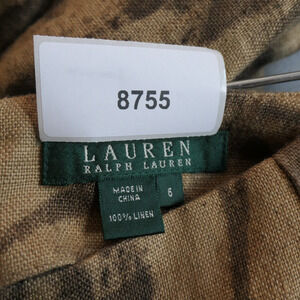 8755
LAUREN
RALPH LAUREN
MADE IN
CHINA
6
100% LINEN